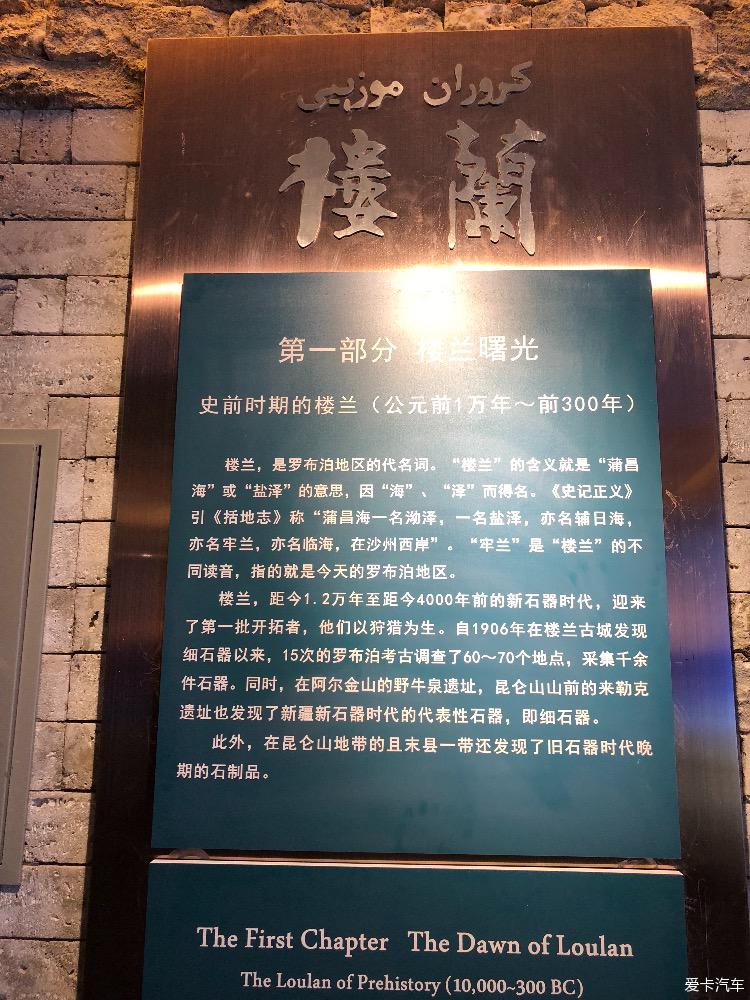 كروران موزېيى
楼蘭
第一部分 楼兰曙光
史前时期的楼兰（公元前1万年～前300年）
楼兰，是罗布泊地区的代名词。“楼兰”的含义就是“蒲昌
海”或“盐泽”的意思，因“海”、“泽”而得名。《史记正义》
引《括地志》称“蒲昌海一名泑泽，一名盐泽，亦名辅日海，
亦名牢兰，亦名临海，在沙州西岸”。“牢兰”是“楼兰”的不
同读音，指的就是今天的罗布泊地区。
楼兰，距今1.2万年至距今4000年前的新石器时代，迎来
了第一批开拓者，他们以狩猎为生。自1906年在楼兰古城发现
细石器以来，15次的罗布泊考古调查了60～70个地点，采集千余
件石器。同时，在阿尔金山的野牛泉遗址，昆仑山山前的来勒克
遗址也发现了新疆新石器时代的代表性石器，即细石器。
此外，在昆仑山地带的且末县一带还发现了旧石器时代晚
期的石制品。
The First Chapter The Dawn of Loulan
The Loulan of Prehistory (10,000~300 BC)
爱卡汽车